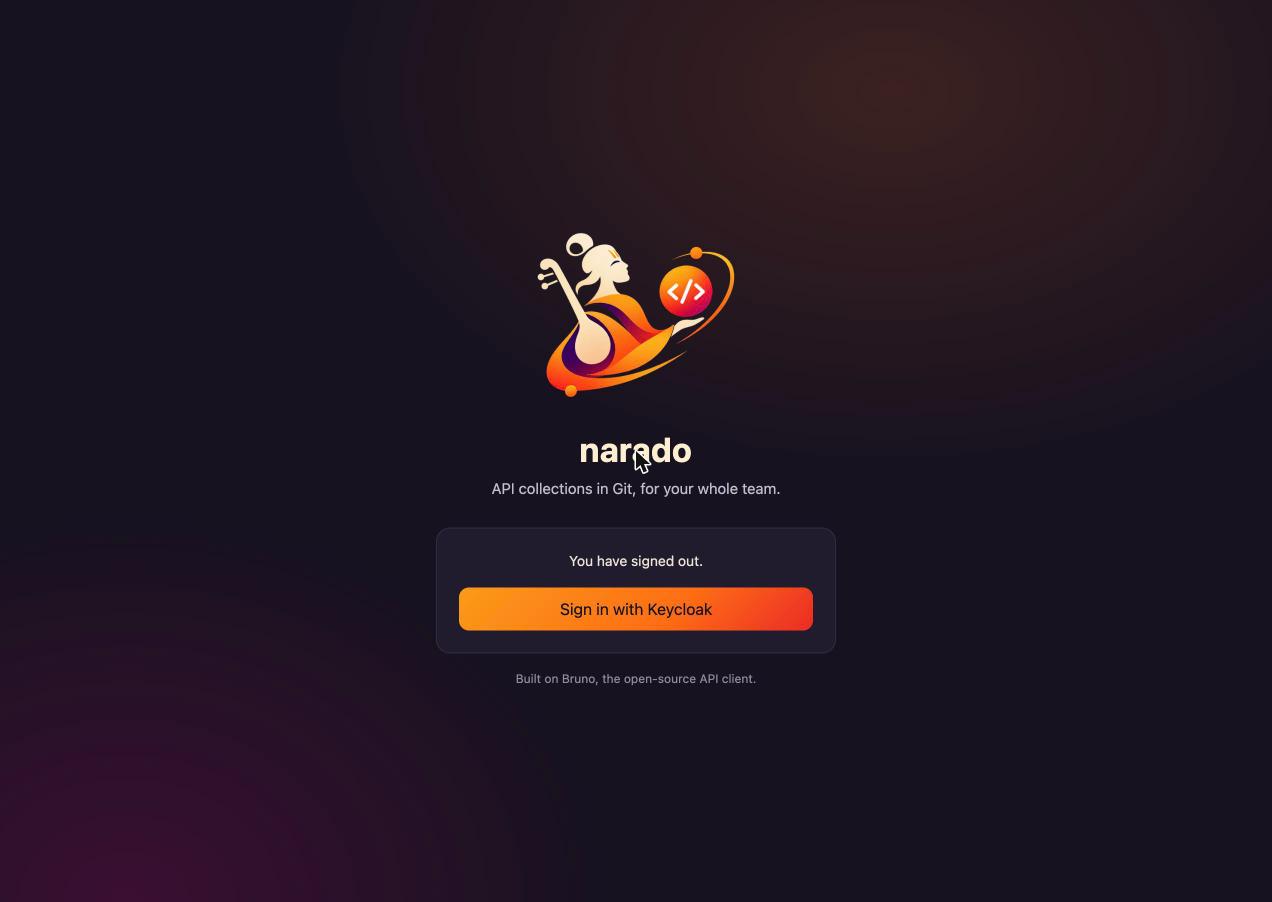 </>
narado
API collections in Git, for your whole team.
You have signed out.
Sign in with Keycloak
Built on Bruno, the open-source API client.